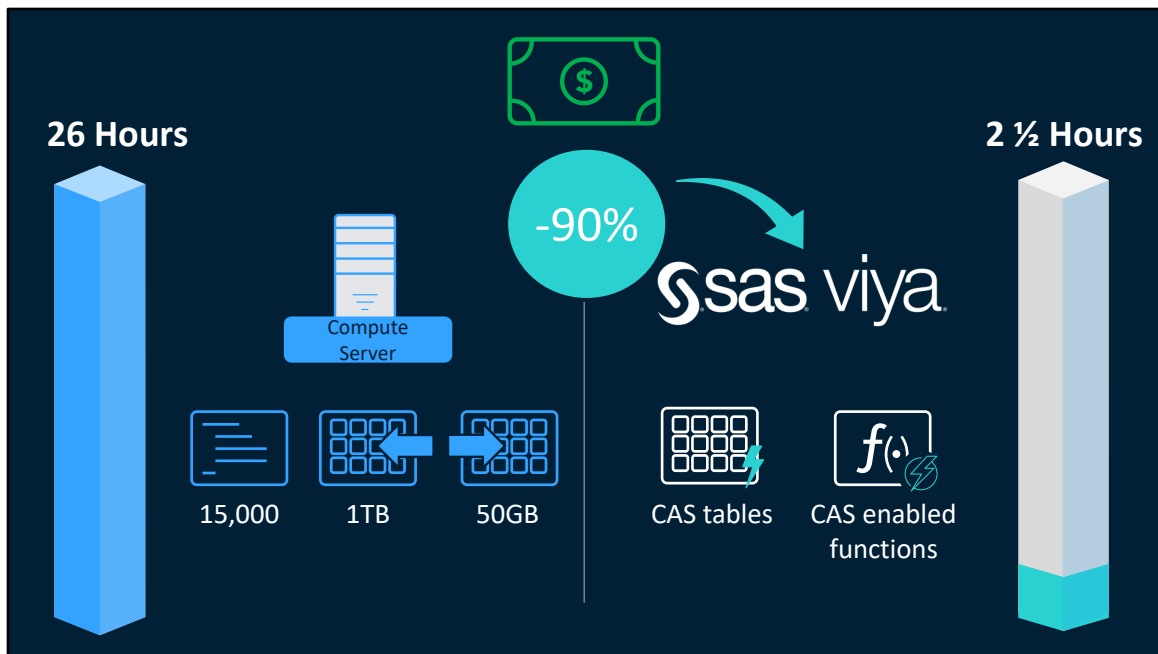 $
26 Hours
2 ½ Hours
-90%
sas viya
Compute
Server
f(·)
15,000
1TB
50GB
CAS tables
CAS enabled
functions